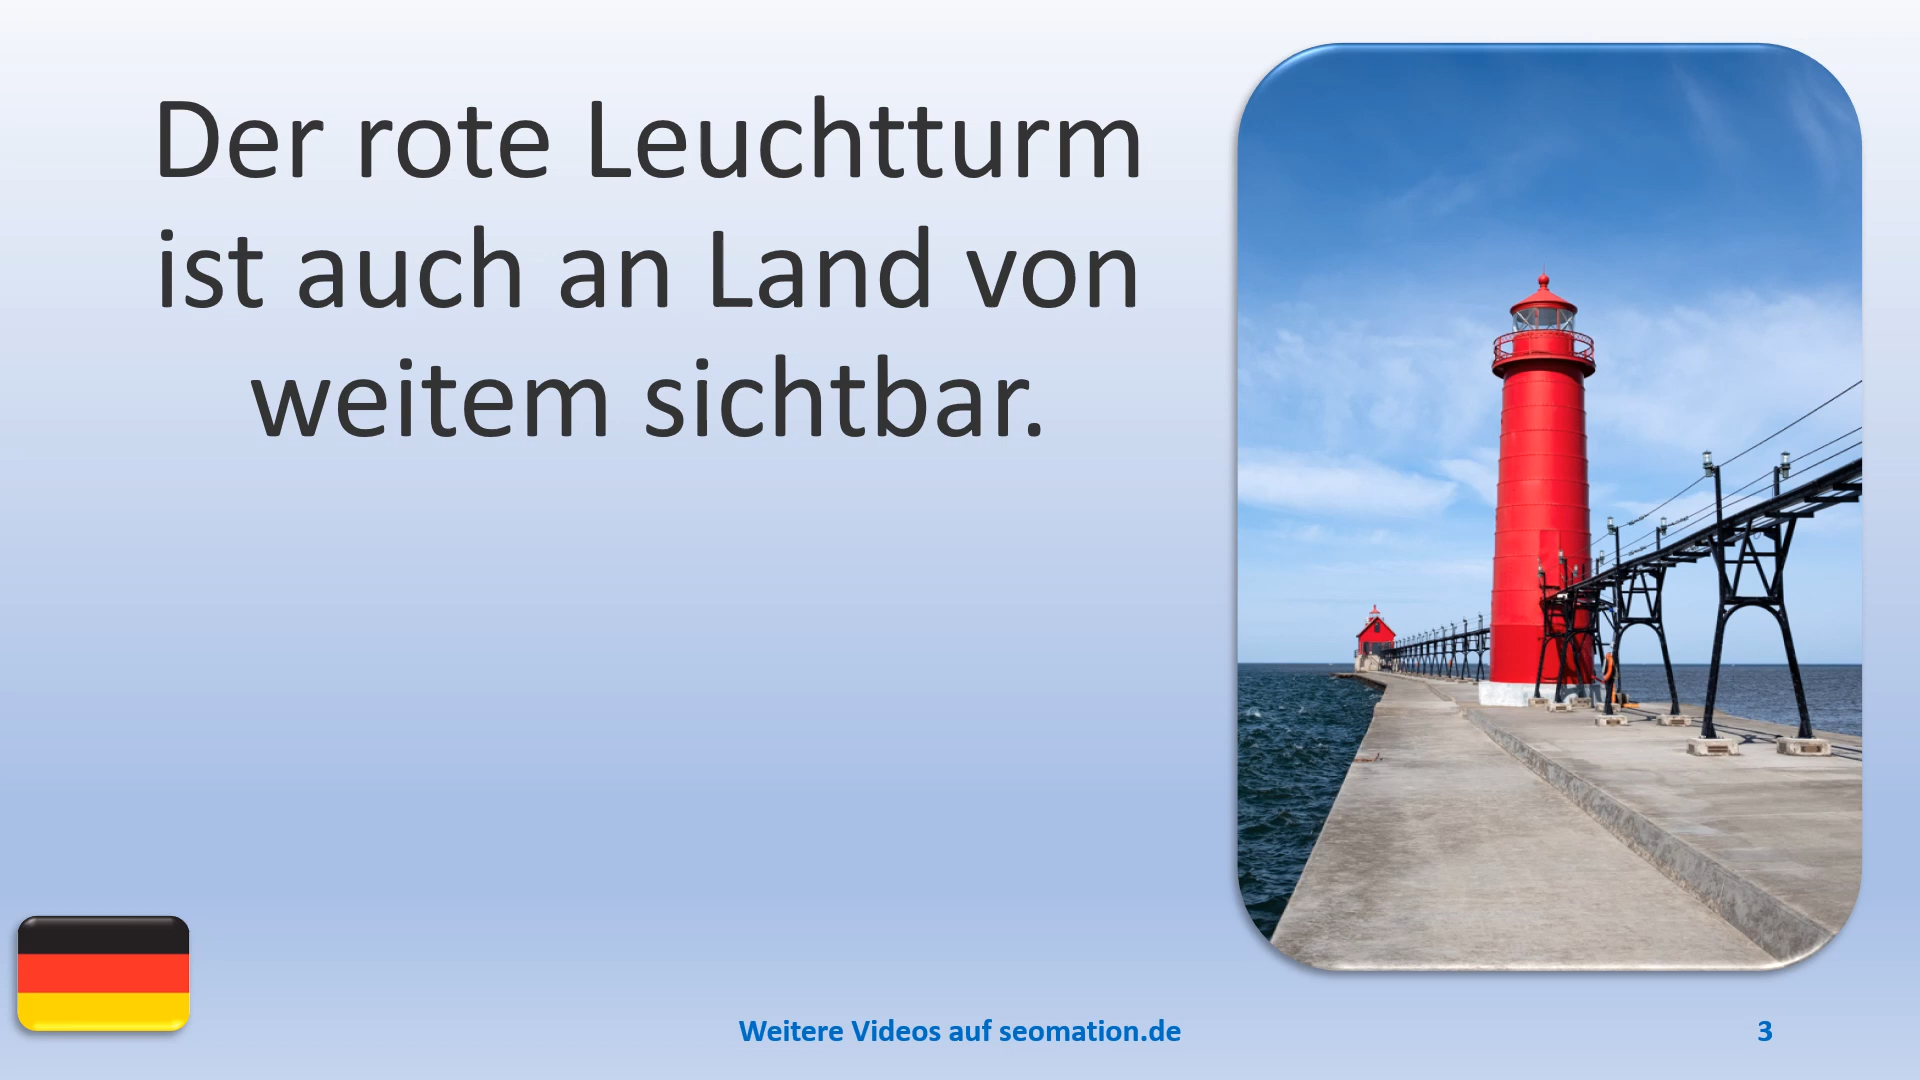 Der rote Leuchtturm
ist auch an Land von
weitem sichtbar.
Weitere Videos auf seomation.de
3